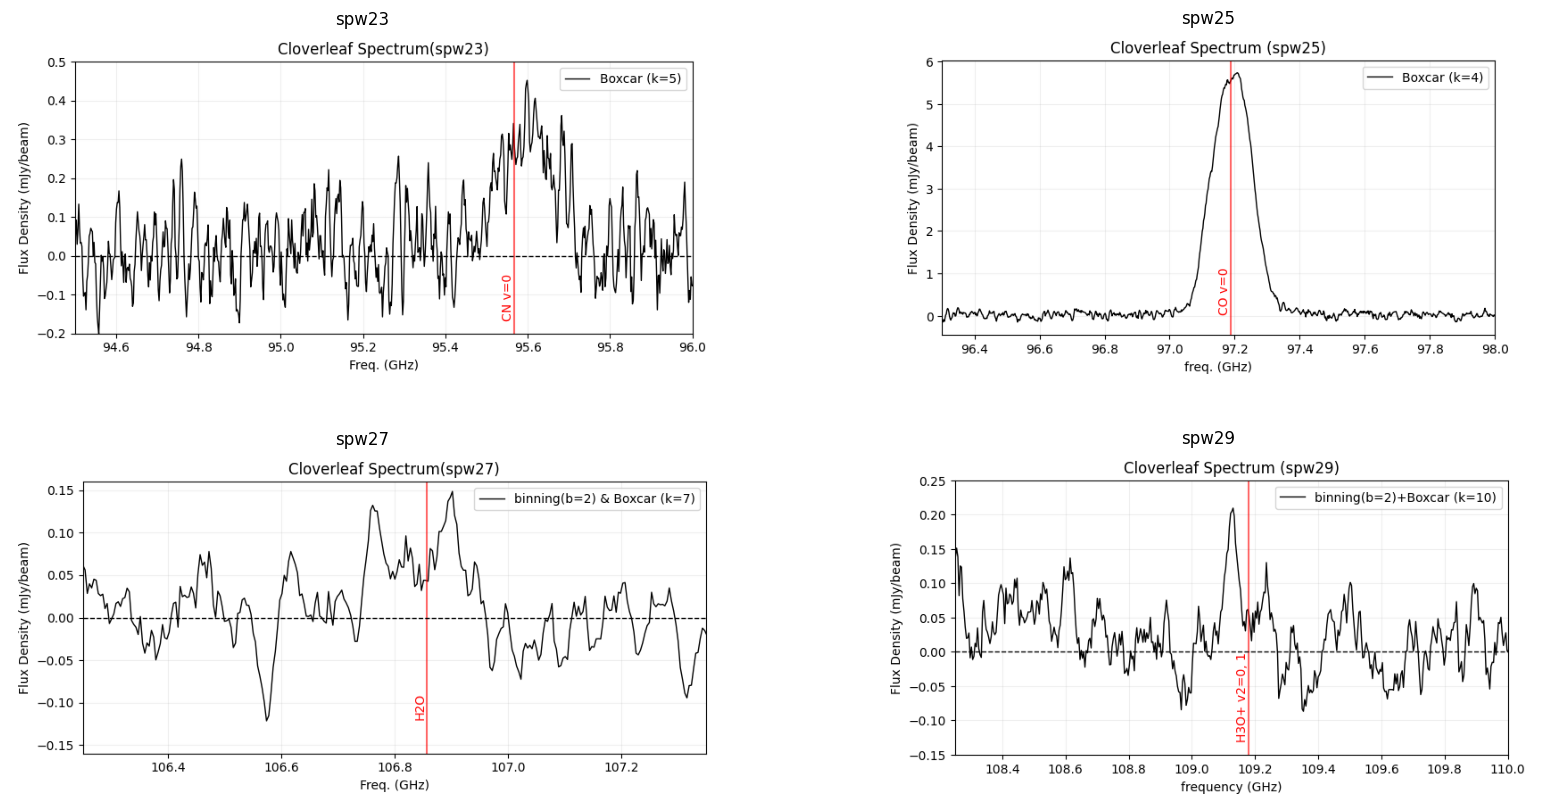 spw23
Cloverleaf Spectrum(spw23)
Boxcar (k=5)
0.5
0.4
0.3
0.2
0.1
0.0
−0.1
−0.2
Flux Density (mJy/beam)
CN v=0
94.6 94.8 95.0 95.2 95.4 95.6 95.8 96.0
Freq. (GHz)
spw25
Cloverleaf Spectrum (spw25)
Boxcar (k=4)
6
5
4
3
2
1
0
Flux Density (mJy/beam)
CO v=0
96.4 96.6 96.8 97.0 97.2 97.4 97.6 97.8 98.0
freq. (GHz)
spw27
Cloverleaf Spectrum(spw27)
binning(b=2) & Boxcar (k=7)
0.15
0.10
0.05
0.00
−0.05
−0.10
−0.15
Flux Density (mJy/beam)
H2O
106.4 106.6 106.8 107.0 107.2
Freq. (GHz)
spw29
Cloverleaf Spectrum (spw29)
binning(b=2)+Boxcar (k=10)
0.25
0.20
0.15
0.10
0.05
0.00
−0.05
−0.10
−0.15
Flux Density (mJy/beam)
H3O+ v2=0, 1
108.4 108.6 108.8 109.0 109.2 109.4 109.6 109.8 110.0
frequency (GHz)